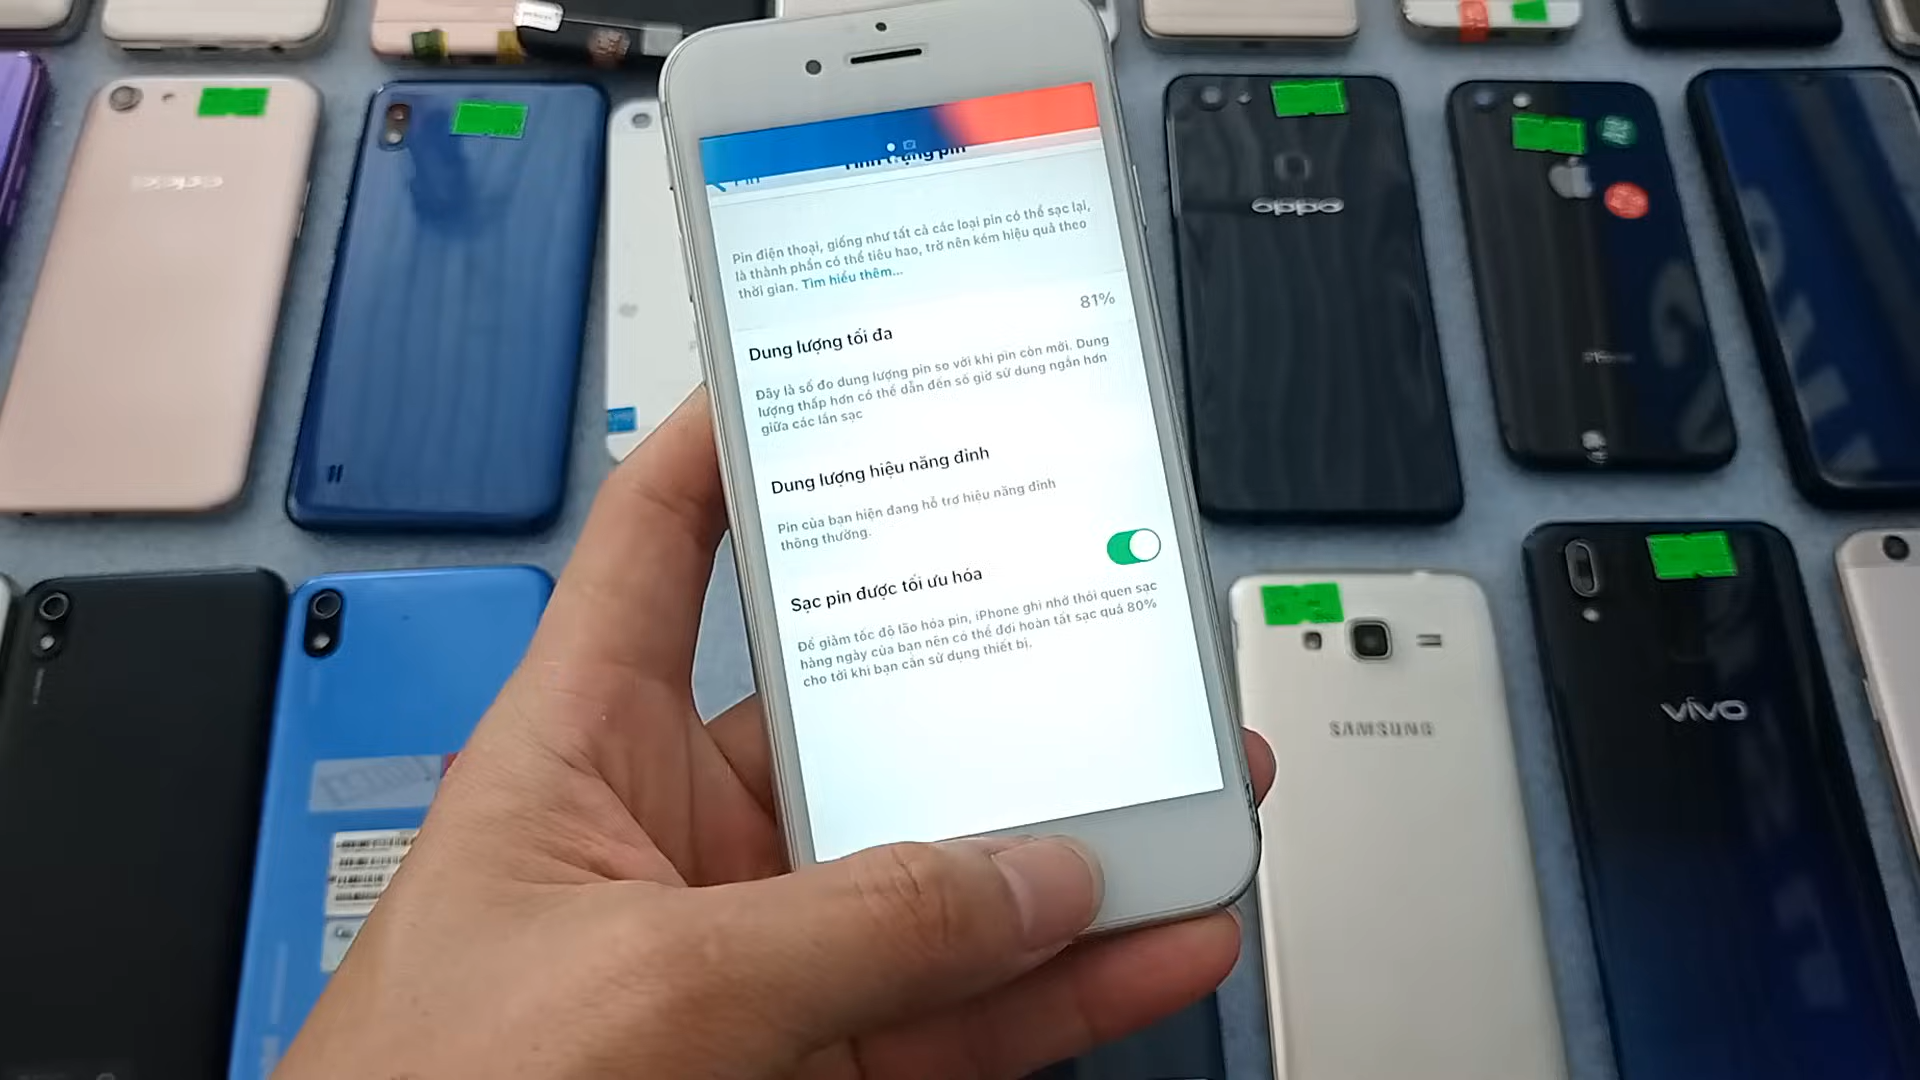 Pin
Tình trạng pin
Pin điện thoại, giống như tất cả các loại pin có thể sạc lại,
là thành phần có thể tiêu hao, trở nên kém hiệu quả theo
thời gian. Tìm hiểu thêm...
Dung lượng tối đa
81%
Đây là số đo dung lượng pin so với khi pin còn mới. Dung
lượng thấp hơn có thể dẫn đến số giờ sử dụng ngắn hơn
giữa các lần sạc
Dung lượng hiệu năng đỉnh
Pin của bạn hiện đang hỗ trợ hiệu năng đỉnh
thông thường.
Sạc pin được tối ưu hóa
Để giảm tốc độ lão hóa pin, iPhone ghi nhớ thói quen sạc
hàng ngày của bạn nên có thể đợi hoàn tất sạc quá 80%
cho tới khi bạn cần sử dụng thiết bị.
oppo
oppo
SAMSUNG
vivo